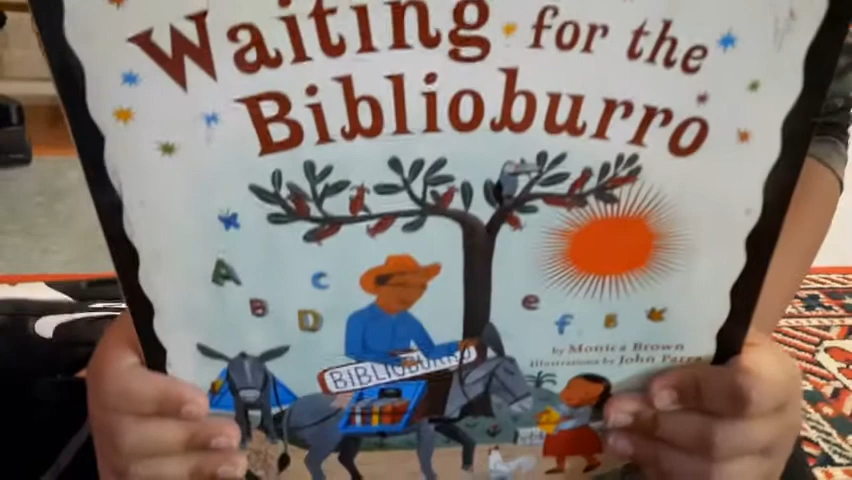 Waiting for the
Biblioburro
A
B
C
D
e
f
g
by Monica Brown
illustrations by John Parra
BIBLIOBURRO